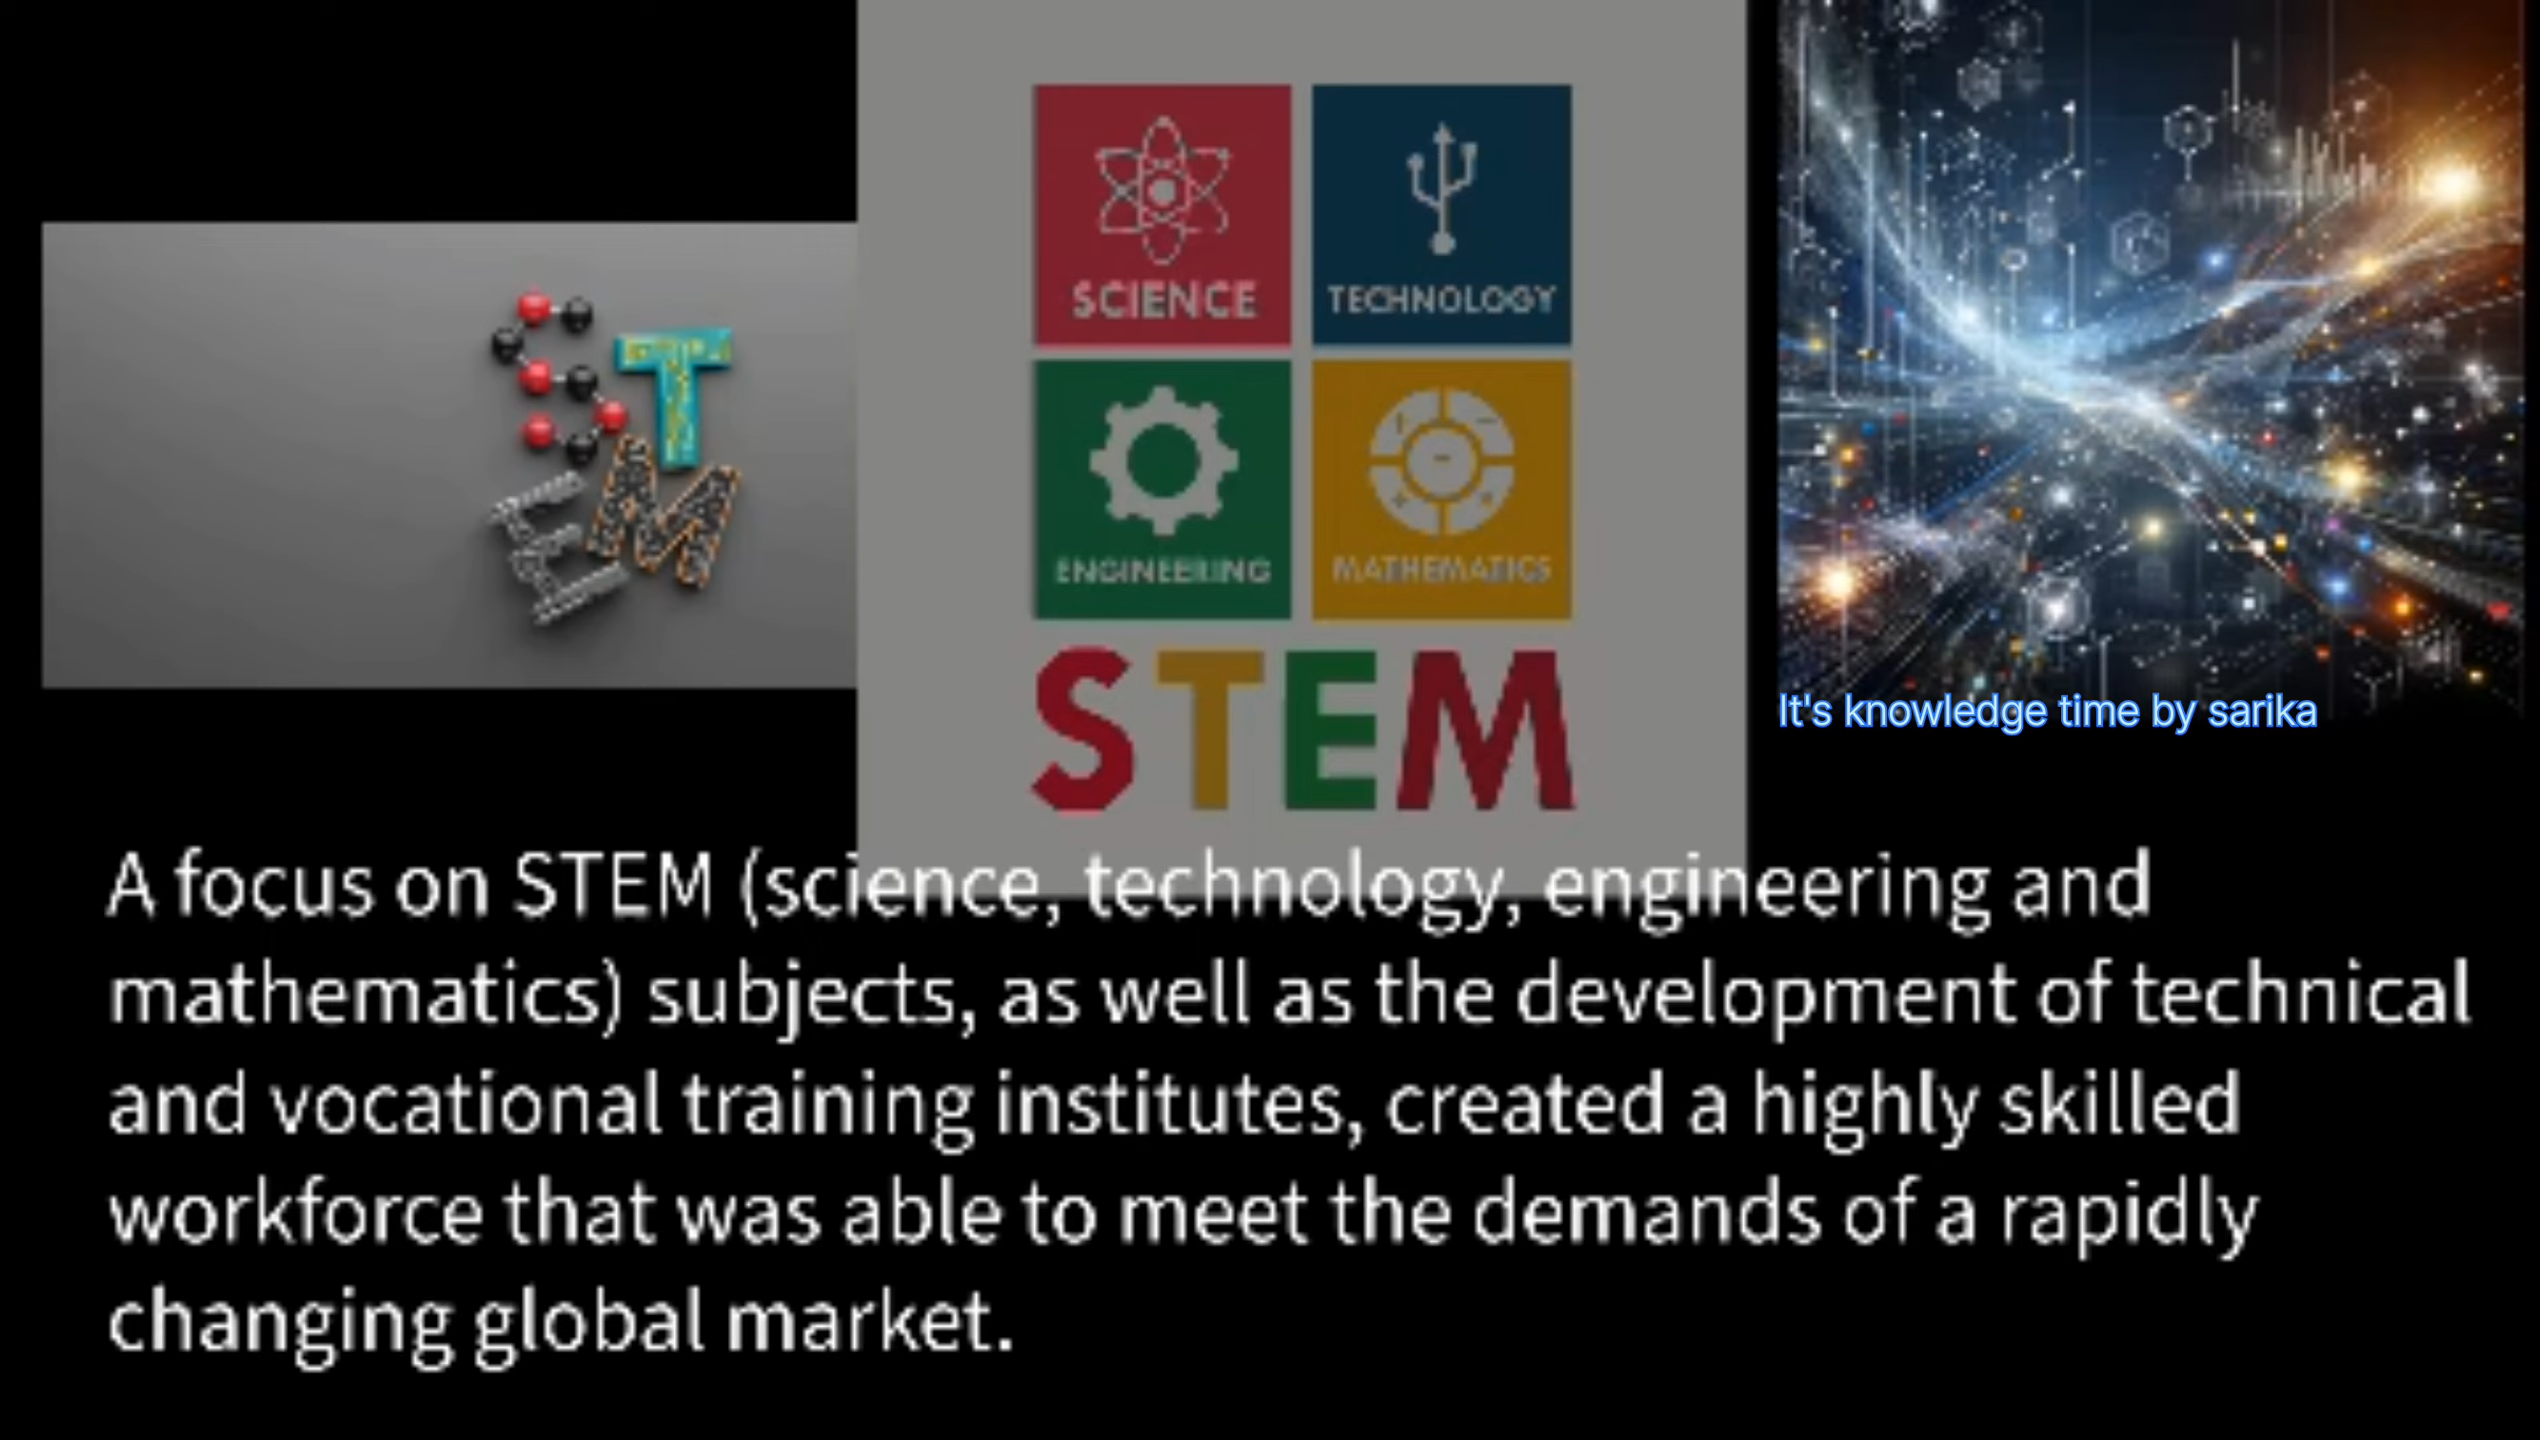 STEM
SCIENCE
TECHNOLOGY
ENGINEERING
MATHEMATICS
STEM
It's knowledge time by sarika
A focus on STEM (science, technology, engineering and
mathematics) subjects, as well as the development of technical
and vocational training institutes, created a highly skilled
workforce that was able to meet the demands of a rapidly
changing global market.